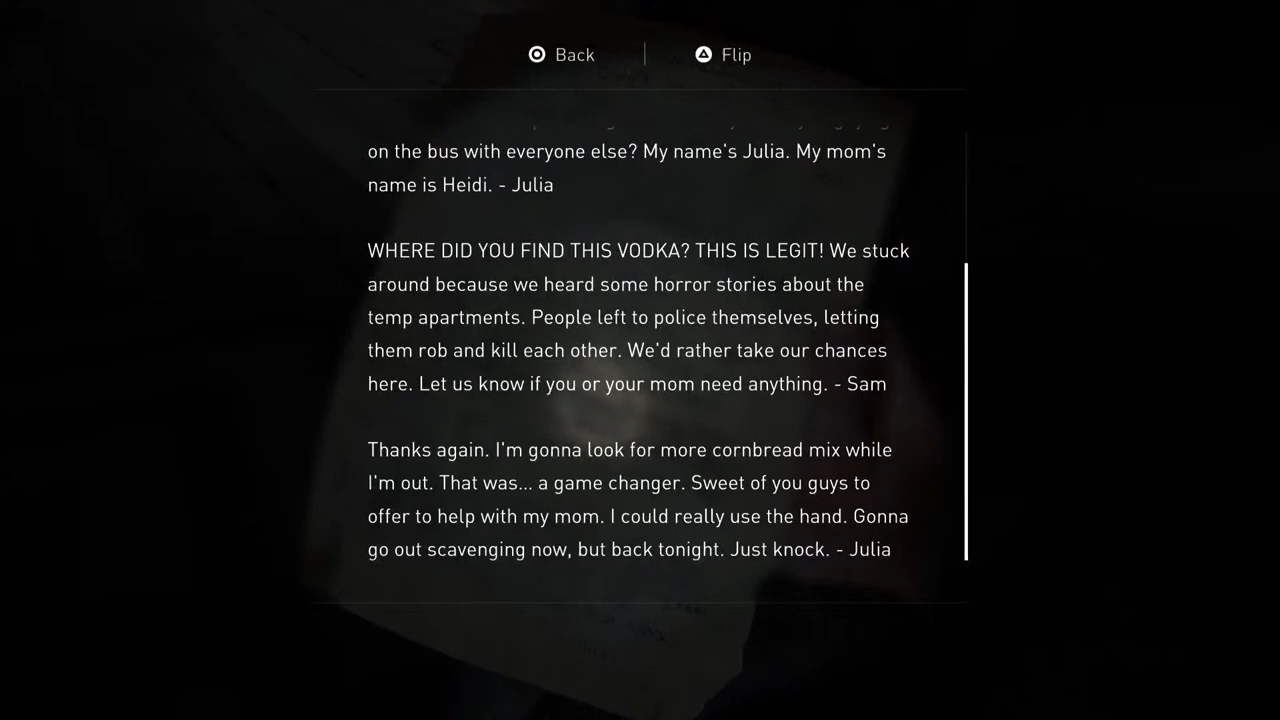 Back
Flip
on the bus with everyone else? My name's Julia. My mom's
name is Heidi. - Julia
WHERE DID YOU FIND THIS VODKA? THIS IS LEGIT! We stuck
around because we heard some horror stories about the
temp apartments. People left to police themselves, letting
them rob and kill each other. We'd rather take our chances
here. Let us know if you or your mom need anything. - Sam
Thanks again. I'm gonna look for more cornbread mix while
I'm out. That was... a game changer. Sweet of you guys to
offer to help with my mom. I could really use the hand. Gonna
go out scavenging now, but back tonight. Just knock. - Julia